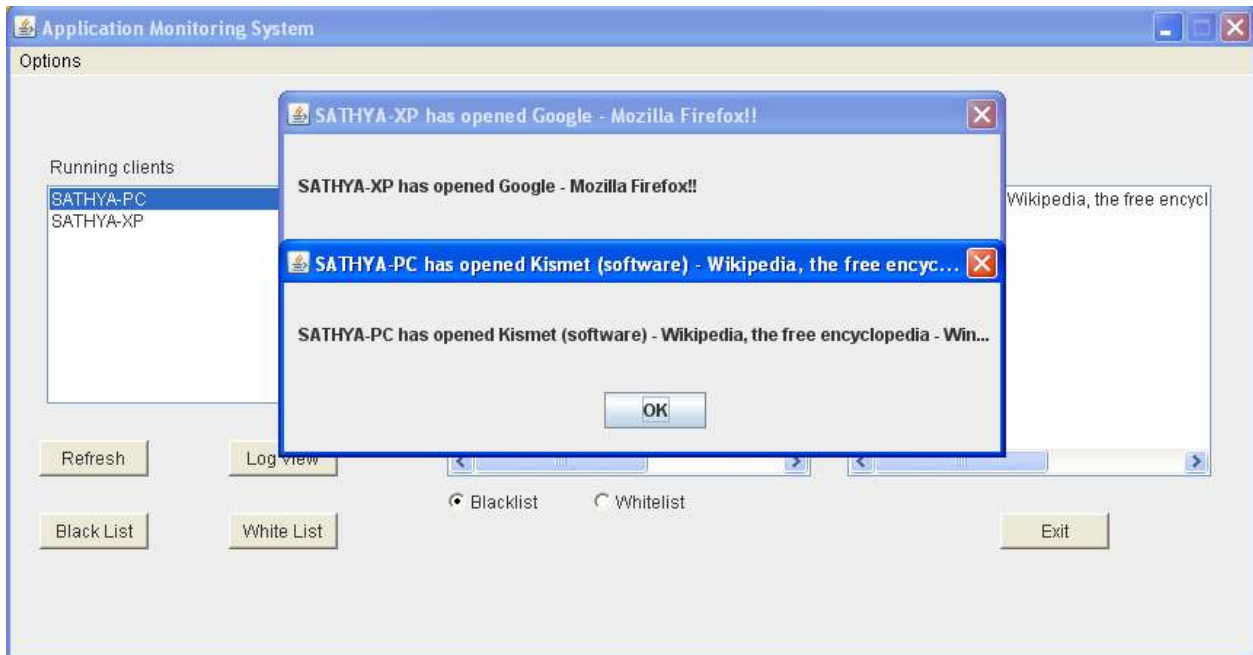 Application Monitoring System
Options
SATHYA-XP has opened Google - Mozilla Firefox!!
SATHYA-XP has opened Google - Mozilla Firefox!!
Running clients
SATHYA-PC
SATHYA-XP
Wikipedia, the free encycl
SATHYA-PC has opened Kismet (software) - Wikipedia, the free encyc...
SATHYA-PC has opened Kismet (software) - Wikipedia, the free encyclopedia - Win...
OK
Refresh
Log View
Blacklist
Whitelist
Black List
White List
Exit